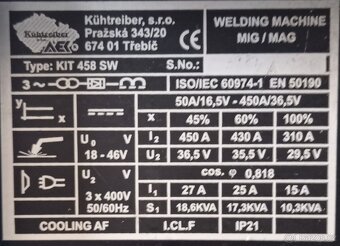 Kühtreiber, s.r.o.
Pražská 343/20
674 01 Třebíč
Kühtreiber
CE
WELDING MACHINE
MIG / MAG
Type: KIT 458 SW
S.No.:
3~
ISO/IEC 60974-1 EN 50190
50A/16,5V - 450A/36,5V
X 45% 60% 100%
U0 I2 450 A 430 A 310 A
18 - 46V U2 36,5 V 35,5 V 29,5 V
U2 cos. φ 0,818
3 x 400V I1 27 A 25 A 15 A
50/60Hz S1 18,6KVA 17,3KVA 10,3KVA
COOLING AF I.CL.F IP21